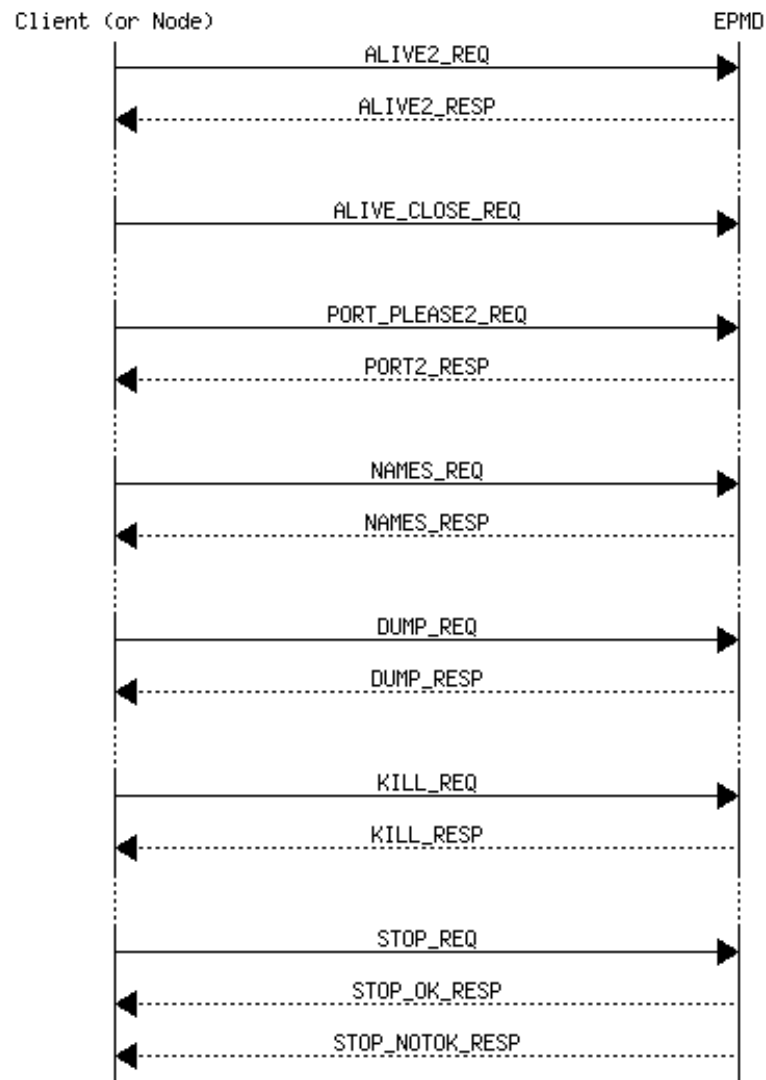 Client (or Node) EPMD
ALIVE2_REQ
ALIVE2_RESP
ALIVE_CLOSE_REQ
PORT_PLEASE2_REQ
PORT2_RESP
NAMES_REQ
NAMES_RESP
DUMP_REQ
DUMP_RESP
KILL_REQ
KILL_RESP
STOP_REQ
STOP_OK_RESP
STOP_NOTOK_RESP